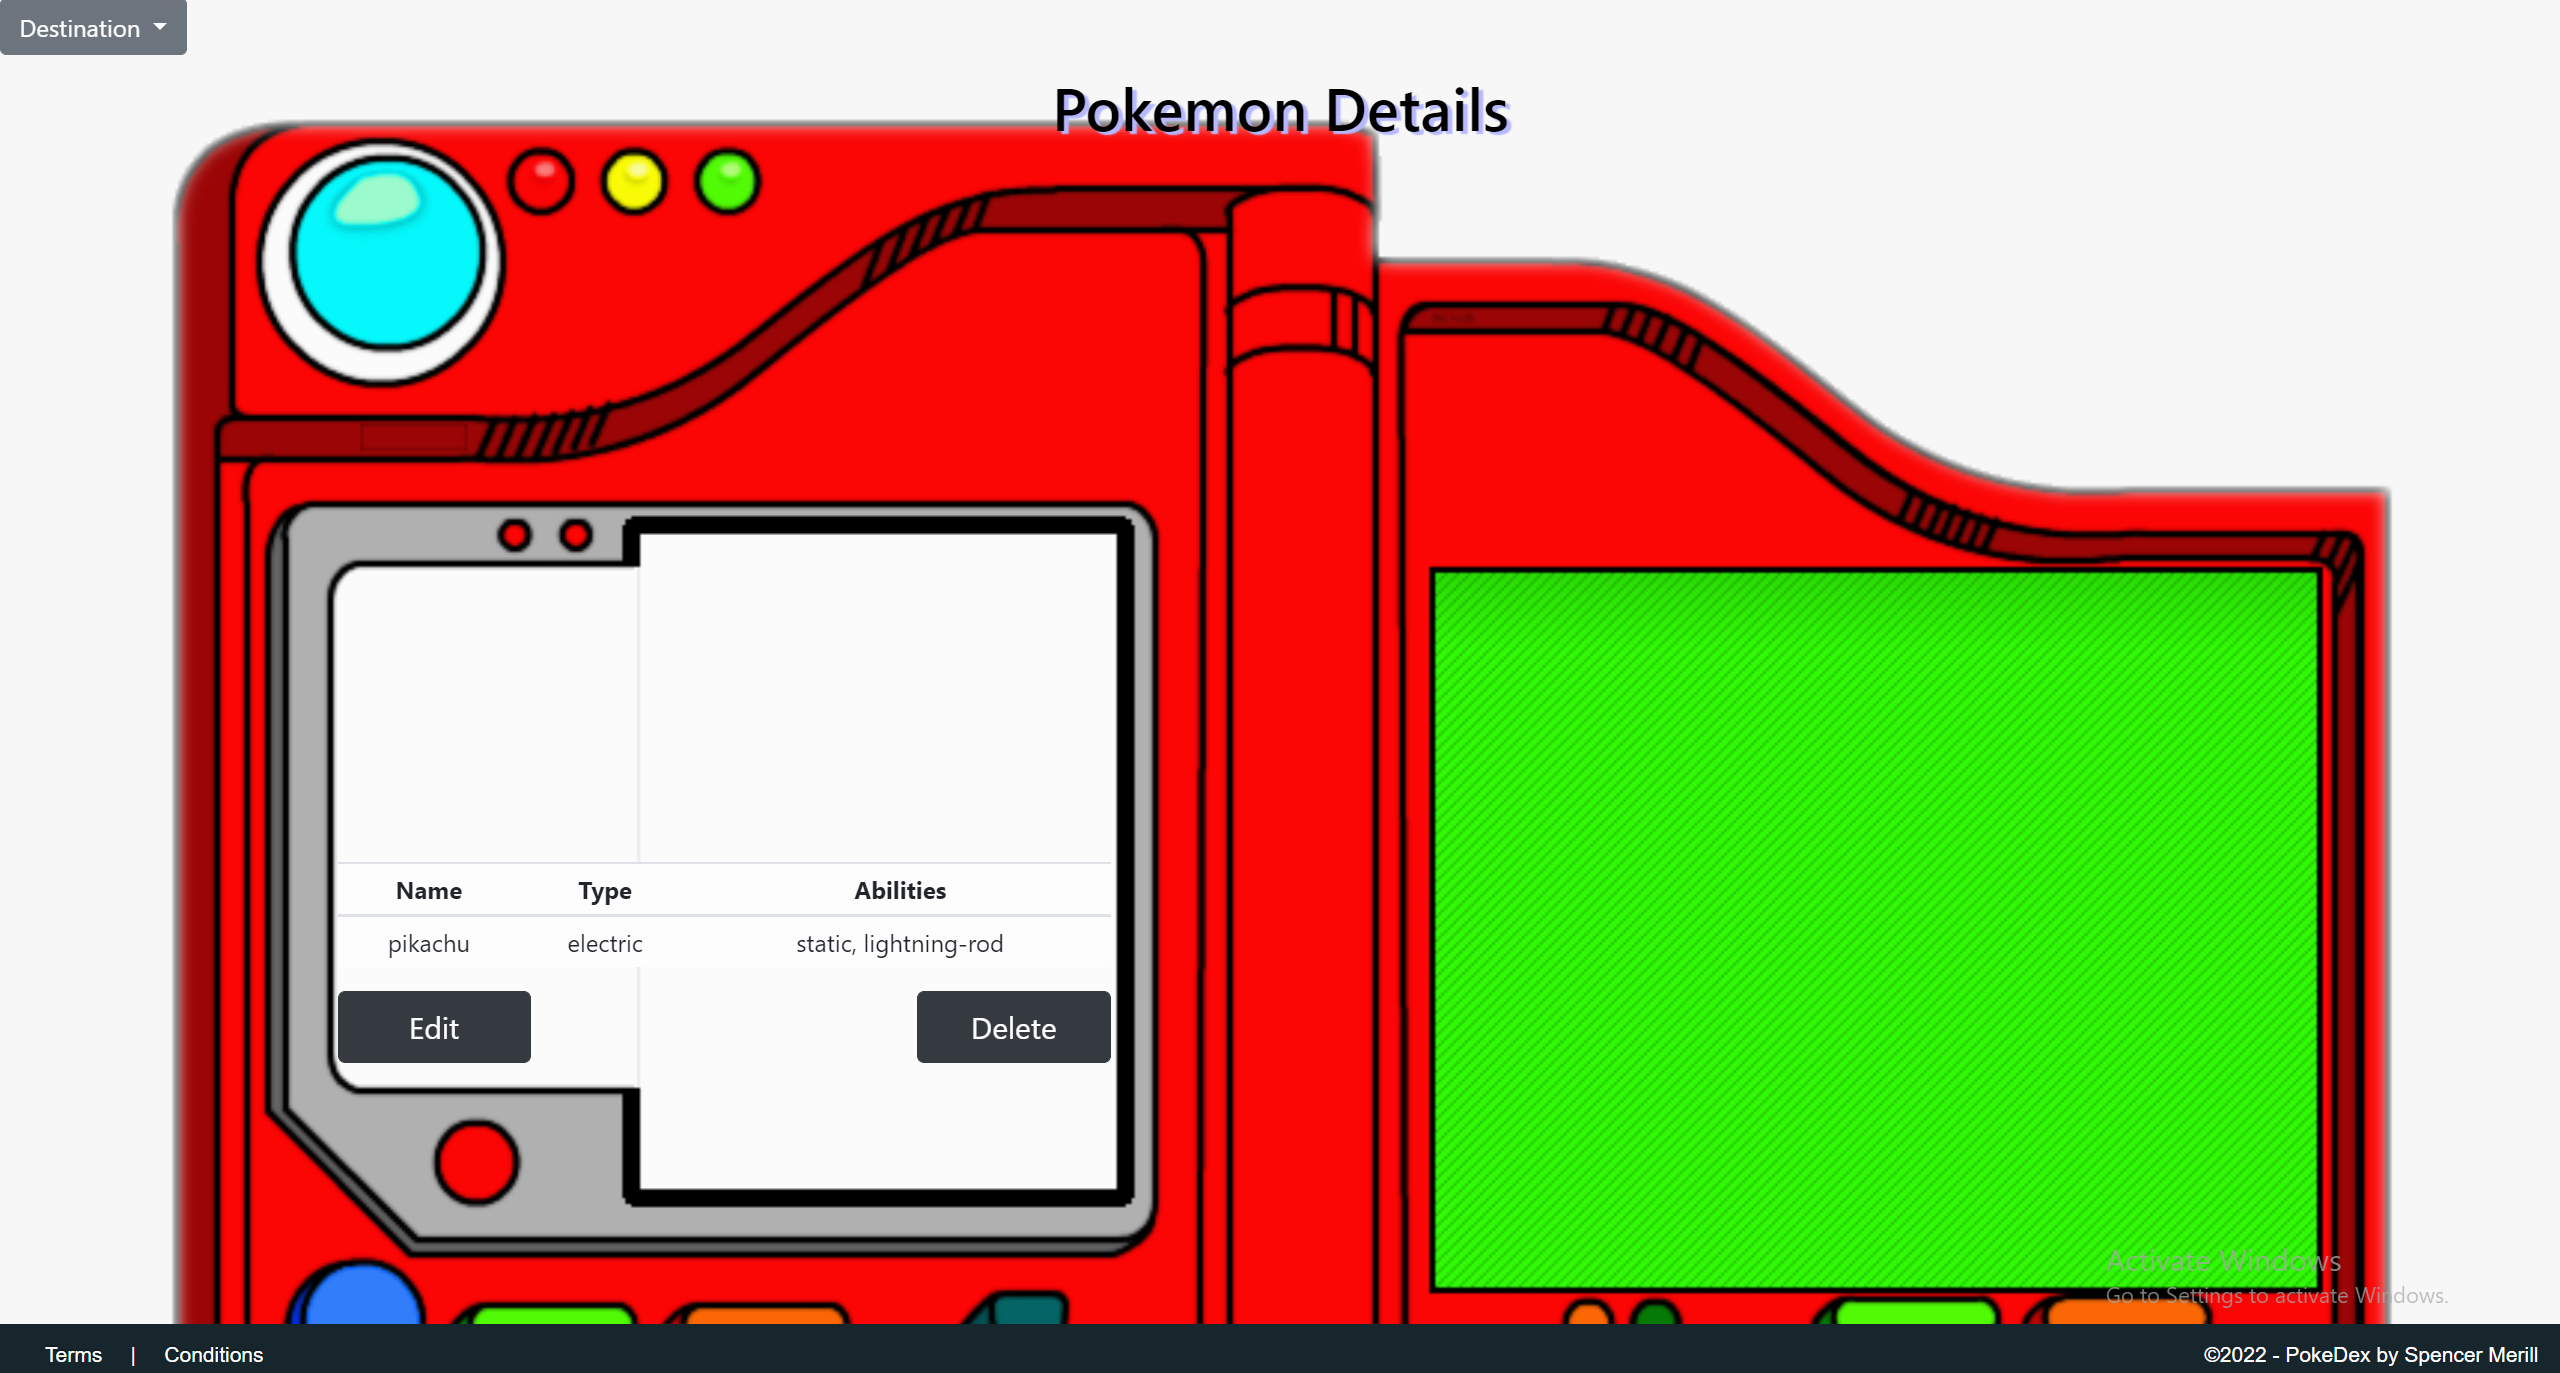 Destination
Pokemon Details
Name Type Abilities
pikachu electric static, lightning-rod
Edit Delete
Activate Windows
Go to Settings to activate Windows.
Terms | Conditions ©2022 - PokeDex by Spencer Merill